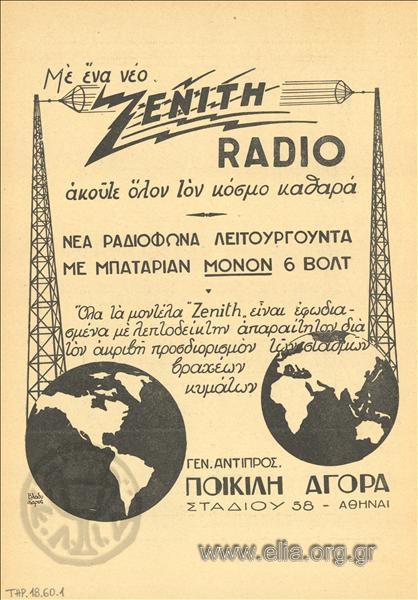 Μὲ ἕνα νέο
ZENITH
RADIO
ἀκοῦτε ὅλον τὸν κόσμο καθαρά
ΝΕΑ ΡΑΔΙΟΦΩΝΑ ΛΕΙΤΟΥΡΓΟΥΝΤΑ
ΜΕ ΜΠΑΤΑΡΙΑΝ ΜΟΝΟΝ 6 ΒΟΛΤ
Ὅλα τὰ μοντέλα "Zenith" εἶναι ἐφωδια-
σμένα μὲ λεπτοδείκτην ἀπαραίτητον διὰ
τὸν ἀκριβῆ προσδιορισμὸν τῶν σταθμῶν
βραχέων
κυμάτων
ΓΕΝ. ΑΝΤΙΠΡΟΣ.
ΠΟΙΚΙΛΗ ΑΓΟΡΑ
ΣΤΑΔΙΟΥ 58 - ΑΘΗΝΑΙ
www.elia.org.gr
ΤΗΡ.18.60.1